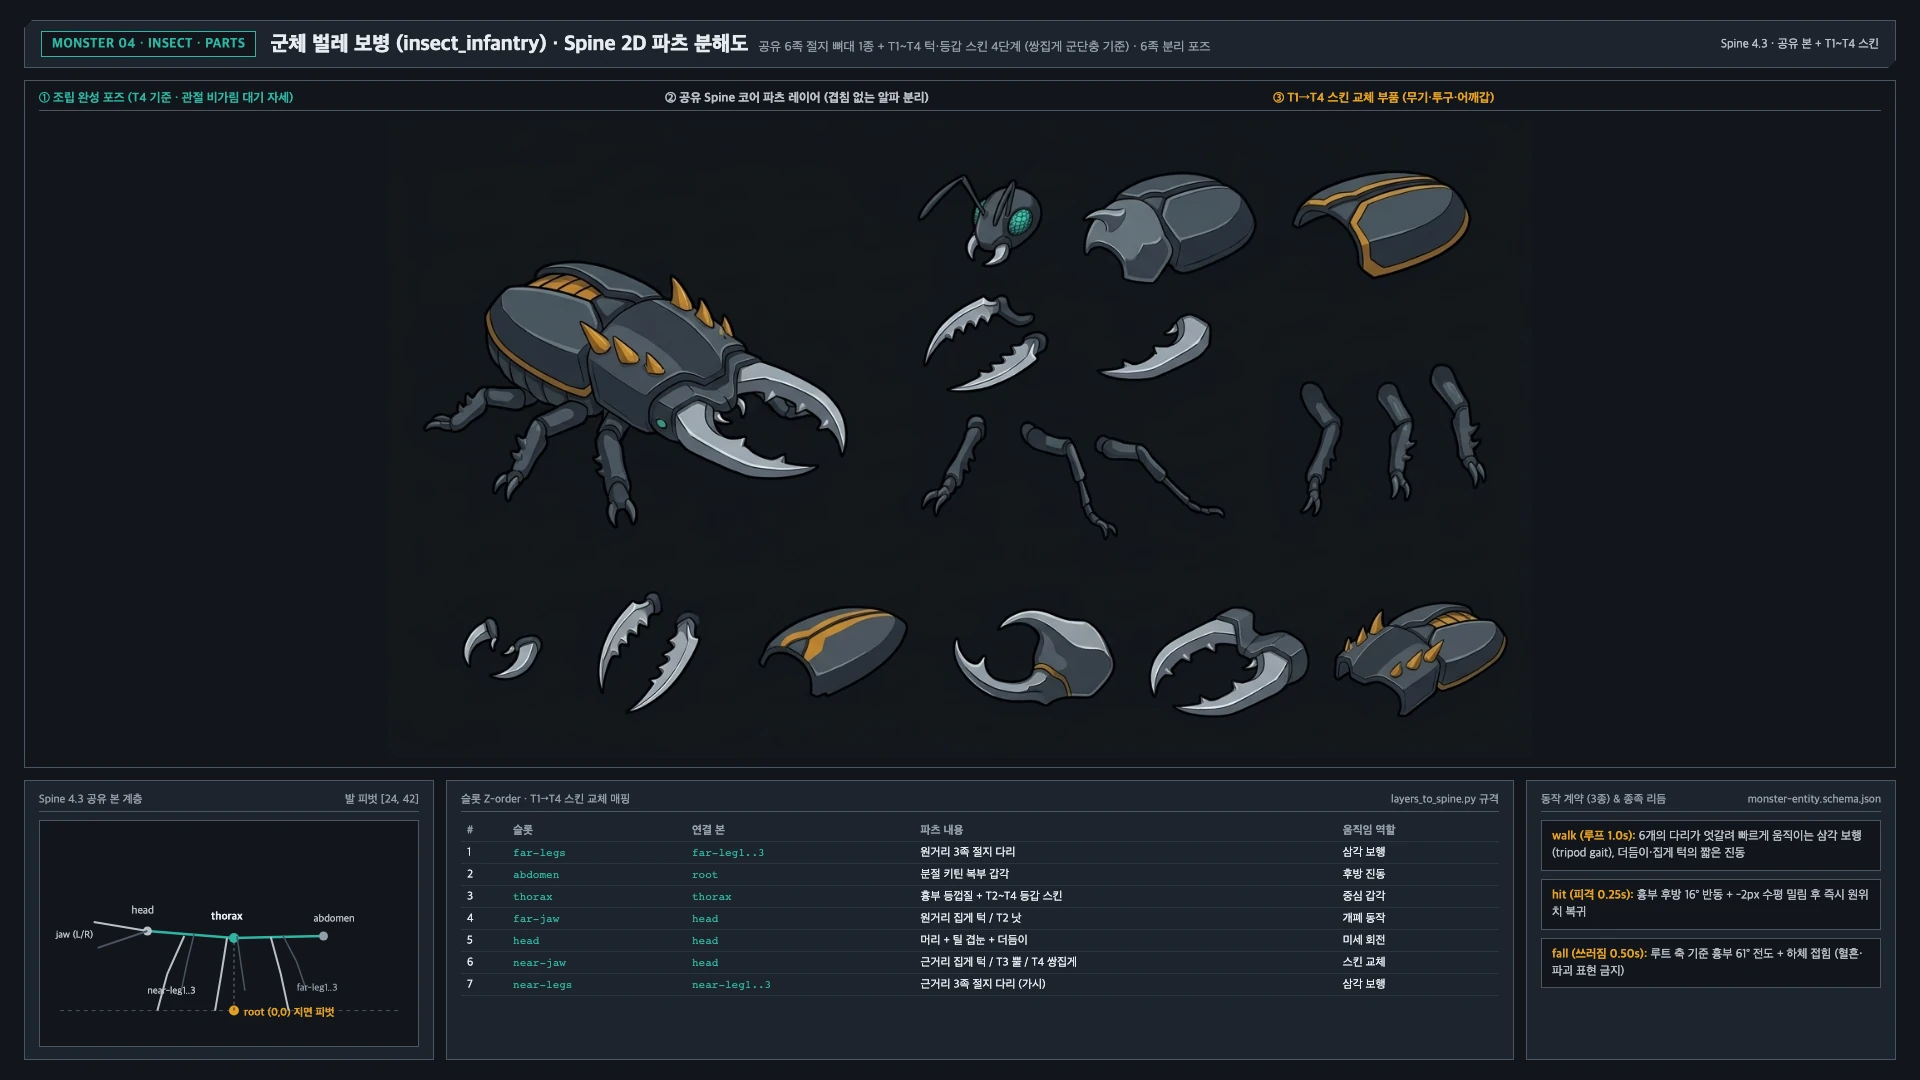 MONSTER 04 · INSECT · PARTS
군체 벌레 보병 (insect_infantry) · Spine 2D 파츠 분해도
공유 6족 절지 뼈대 1종 + T1~T4 턱·등갑 스킨 4단계 (쌍집게 군단충 기준) · 6족 분리 포즈
Spine 4.3 · 공유 본 + T1~T4 스킨
① 조립 완성 포즈 (T4 기준 · 관절 비가림 대기 자세)
② 공유 Spine 코어 파츠 레이어 (겹침 없는 알파 분리)
③ T1→T4 스킨 교체 부품 (무기·투구·어깨갑)
Spine 4.3 공유 본 계층
발 피벗 [24, 42]
head
thorax
abdomen
jaw (L/R)
near-leg1..3
far-leg1..3
root (0,0) 지면 피벗
슬롯 Z-order · T1→T4 스킨 교체 매핑
layers_to_spine.py 규격
# 슬롯 연결 본 파츠 내용 움직임 역할
1 far-legs far-leg1..3 원거리 3족 절지 다리 삼각 보행
2 abdomen root 분절 키틴 복부 갑각 후방 진동
3 thorax thorax 흉부 등껍질 + T2~T4 등갑 스킨 중심 갑각
4 far-jaw head 원거리 집게 턱 / T2 낫 개폐 동작
5 head head 머리 + 틸 겹눈 + 더듬이 미세 회전
6 near-jaw head 근거리 집게 턱 / T3 뿔 / T4 쌍집게 스킨 교체
7 near-legs near-leg1..3 근거리 3족 절지 다리 (가시) 삼각 보행
동작 계약 (3종) & 종족 리듬
monster-entity.schema.json
walk (루프 1.0s): 6개의 다리가 엇갈려 빠르게 움직이는 삼각 보행
(tripod gait), 더듬이·집게 턱의 짧은 진동
hit (피격 0.25s): 흉부 후방 16° 반동 + -2px 수평 밀림 후 즉시 원위
치 복귀
fall (쓰러짐 0.50s): 루트 축 기준 흉부 61° 전도 + 하체 접힘 (혈흔·
파괴 표현 금지)